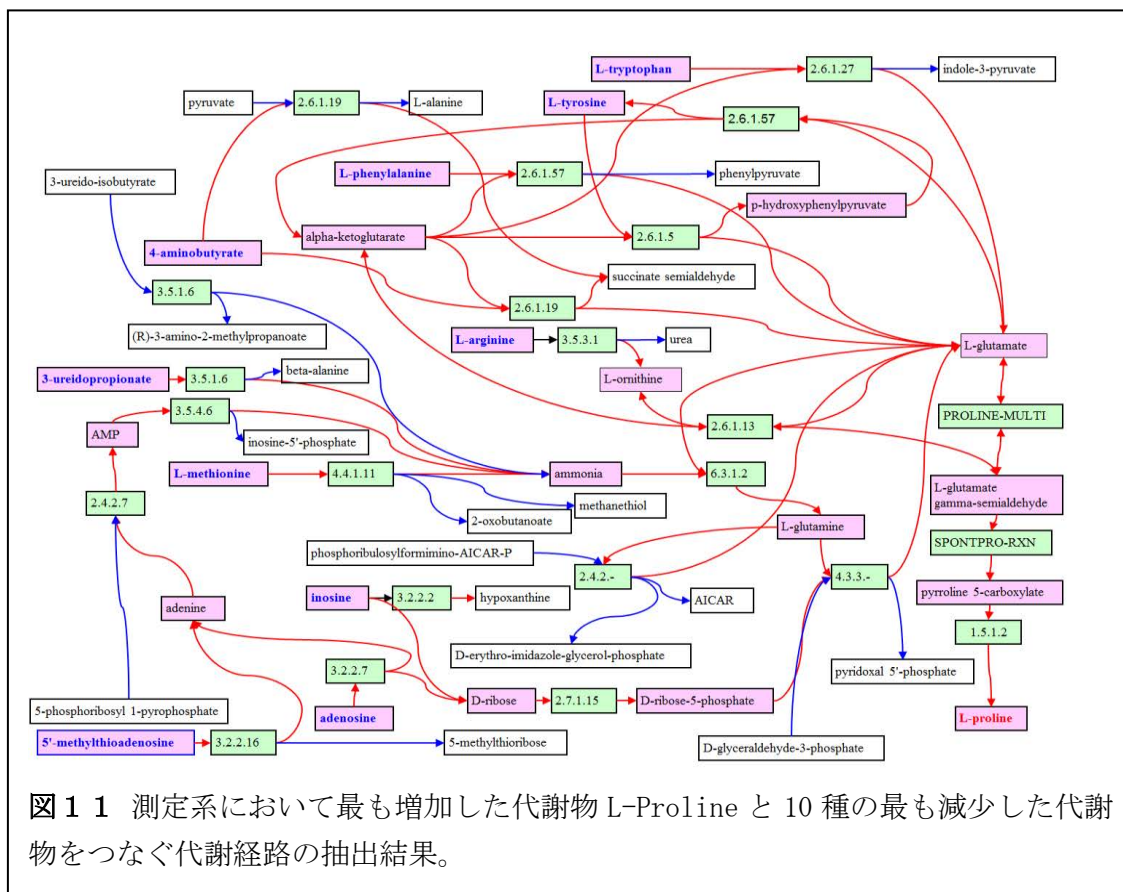 L-tryptophan
2.6.1.27
indole-3-pyruvate
pyruvate
2.6.1.19
L-alanine
L-tyrosine
2.6.1.57
L-phenylalanine
2.6.1.57
phenylpyruvate
3-ureido-isobutyrate
p-hydroxyphenylpyruvate
alpha-ketoglutarate
2.6.1.5
4-aminobutyrate
succinate semialdehyde
3.5.1.6
2.6.1.19
(R)-3-amino-2-methylpropanoate
L-arginine
3.5.3.1
urea
L-glutamate
3-ureidopropionate
3.5.1.6
beta-alanine
L-ornithine
3.5.4.6
PROLINE-MULTI
AMP
inosine-5'-phosphate
2.6.1.13
L-methionine
4.4.1.11
ammonia
6.3.1.2
L-glutamate
gamma-semialdehyde
2.4.2.7
methanethiol
2-oxobutanoate
L-glutamine
SPONTPRO-RXN
phosphoribulosylformimino-AICAR-P
2.4.2.-
4.3.3.-
inosine
3.2.2.2
hypoxanthine
AICAR
pyrroline 5-carboxylate
adenine
1.5.1.2
D-erythro-imidazole-glycerol-phosphate
3.2.2.7
pyridoxal 5'-phosphate
5-phosphoribosyl 1-pyrophosphate
D-ribose
2.7.1.15
D-ribose-5-phosphate
adenosine
L-proline
5'-methylthioadenosine
3.2.2.16
5-methylthioribose
D-glyceraldehyde-3-phosphate
図11 測定系において最も増加した代謝物 L-Proline と 10 種の最も減少した代謝
物をつなぐ代謝経路の抽出結果。